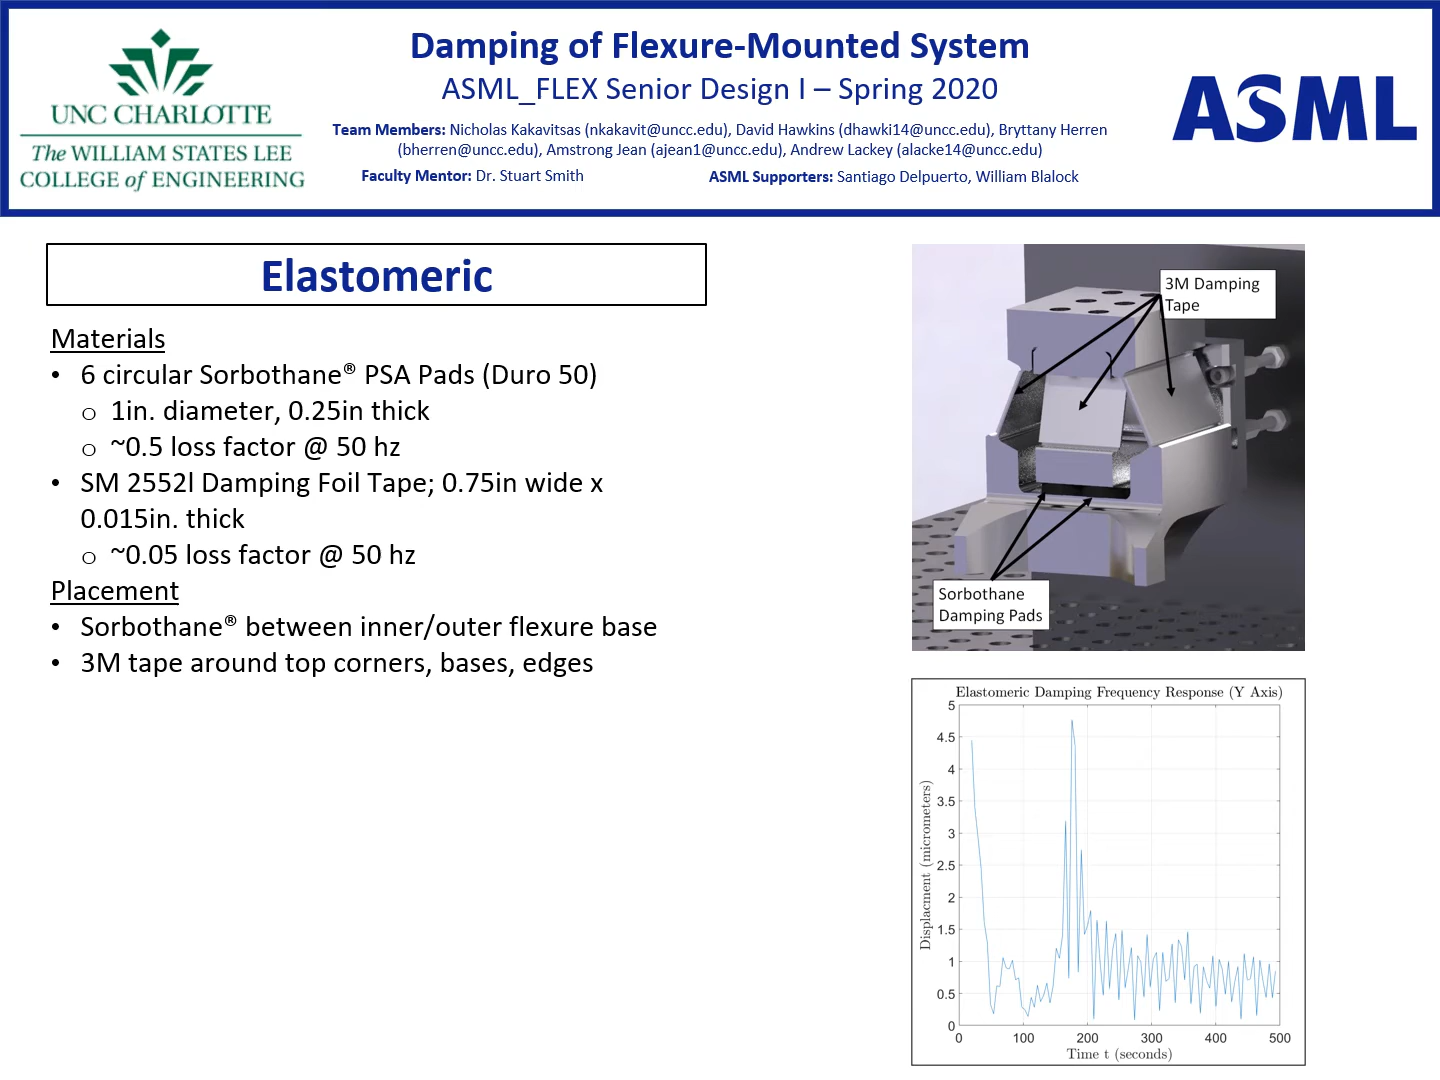 UNC CHARLOTTE
The WILLIAM STATES LEE
COLLEGE of ENGINEERING
Damping of Flexure-Mounted System
ASML_FLEX Senior Design I – Spring 2020
Team Members: Nicholas Kakavitsas (nkakavit@uncc.edu), David Hawkins (dhawki14@uncc.edu), Bryttany Herren
(bherren@uncc.edu), Amstrong Jean (ajean1@uncc.edu), Andrew Lackey (alacke14@uncc.edu)
Faculty Mentor: Dr. Stuart Smith
ASML Supporters: Santiago Delpuerto, William Blalock
ASML
Elastomeric
Materials
• 6 circular Sorbothane® PSA Pads (Duro 50)
o 1in. diameter, 0.25in thick
o ~0.5 loss factor @ 50 hz
• SM 2552l Damping Foil Tape; 0.75in wide x
0.015in. thick
o ~0.05 loss factor @ 50 hz
Placement
• Sorbothane® between inner/outer flexure base
• 3M tape around top corners, bases, edges
3M Damping
Tape
Sorbothane
Damping Pads
Elastomeric Damping Frequency Response (Y Axis)
Displacment (micrometers)
5
4.5
4
3.5
3
2.5
2
1.5
1
0.5
0
0 100 200 300 400 500
Time t (seconds)